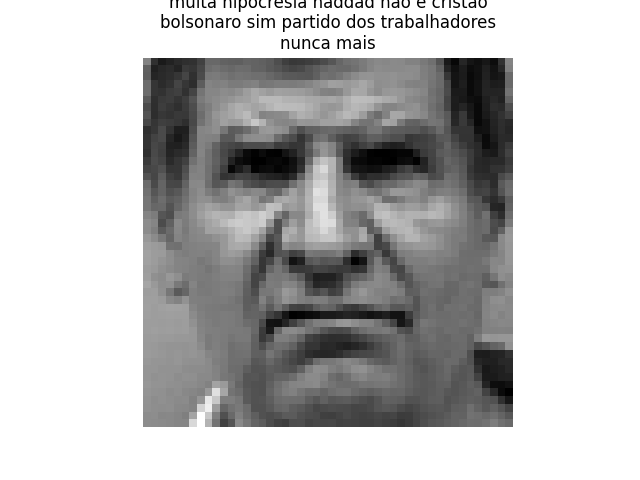 muita hipocresia haddad não é cristão
bolsonaro sim partido dos trabalhadores
nunca mais